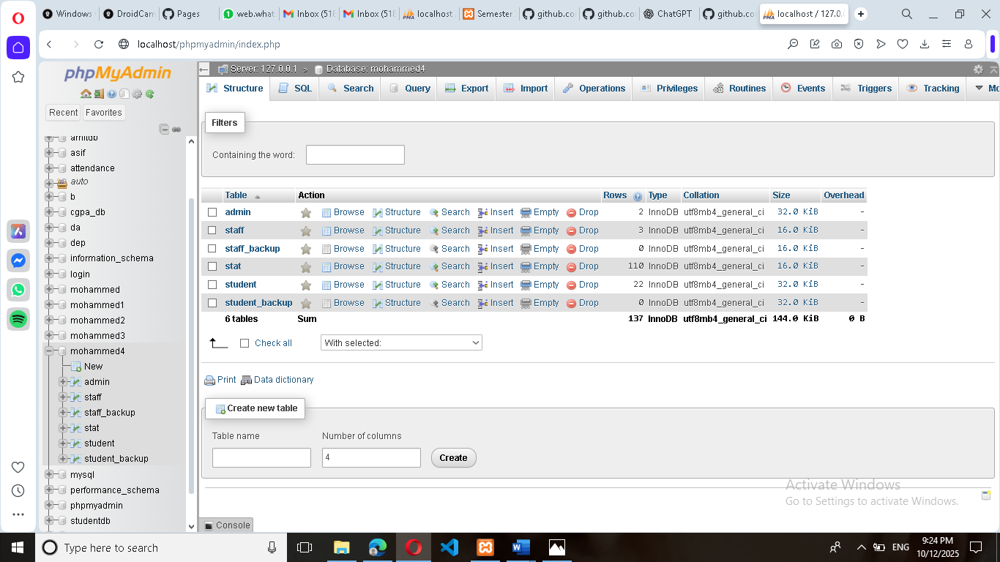 Windows
DroidCam
Pages
web.what
Inbox (518
Inbox (518
localhost
Semester
github.co
github.co
ChatGPT
github.co
localhost / 127.0.0
localhost/phpmyadmin/index.php
phpMyAdmin
Recent Favorites
amitdb
asif
attendance
auto
b
cgpa_db
da
dep
information_schema
login
mohammed
mohammed1
mohammed2
mohammed3
mohammed4
New
admin
staff
staff_backup
stat
student
student_backup
mysql
performance_schema
phpmyadmin
studentdb
Server: 127.0.0.1 » Database: mohammed4
Structure SQL Search Query Export Import Operations Privileges Routines Events Triggers Tracking Mo
Filters
Containing the word:
Table Action Rows Type Collation Size Overhead
admin Browse Structure Search Insert Empty Drop 2 InnoDB utf8mb4_general_ci 32.0 KiB -
staff Browse Structure Search Insert Empty Drop 3 InnoDB utf8mb4_general_ci 16.0 KiB -
staff_backup Browse Structure Search Insert Empty Drop 0 InnoDB utf8mb4_general_ci 16.0 KiB -
stat Browse Structure Search Insert Empty Drop 110 InnoDB utf8mb4_general_ci 16.0 KiB -
student Browse Structure Search Insert Empty Drop 22 InnoDB utf8mb4_general_ci 32.0 KiB -
student_backup Browse Structure Search Insert Empty Drop 0 InnoDB utf8mb4_general_ci 32.0 KiB -
6 tables Sum 137 InnoDB utf8mb4_general_ci 144.0 KiB 0 B
Check all With selected:
Print Data dictionary
Create new table
Table name Number of columns
4 Create
Activate Windows
Go to Settings to activate Windows.
Console
Type here to search
ENG
9:24 PM
10/12/2025